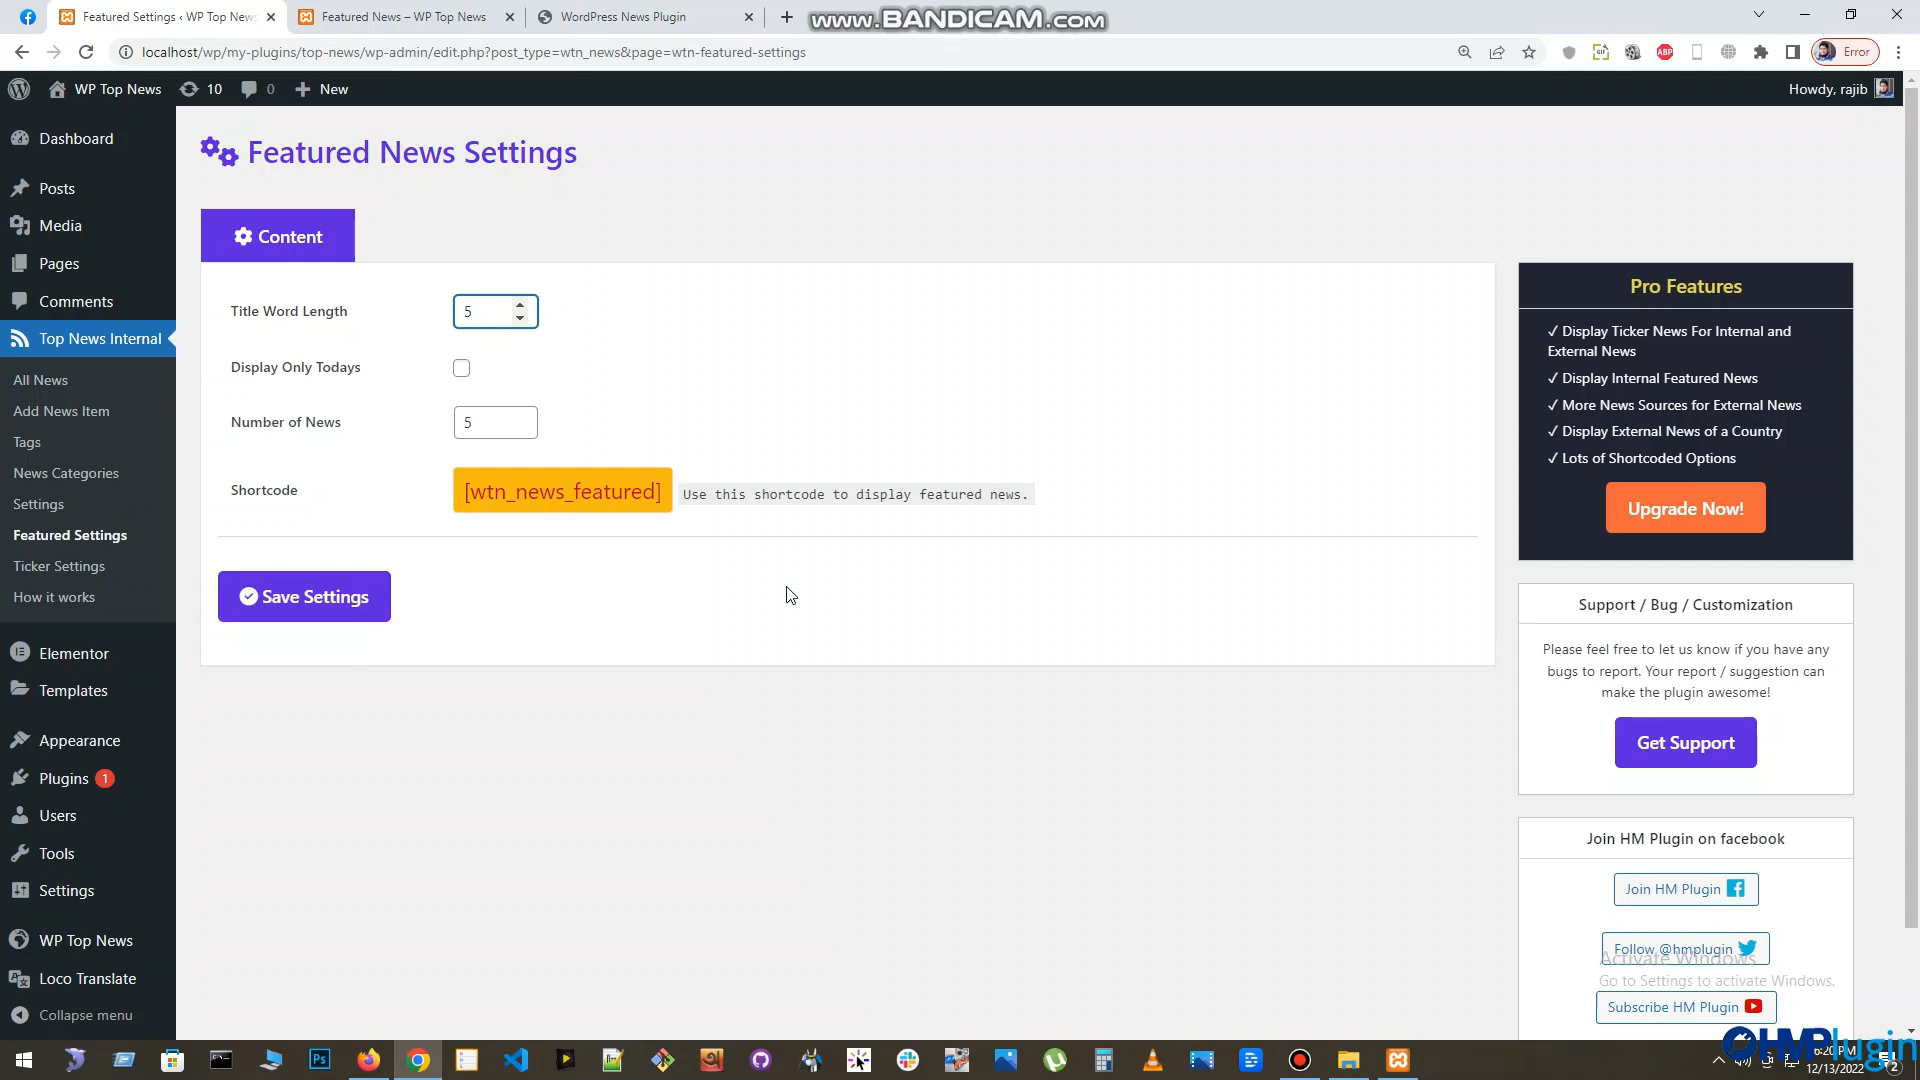 Featured Settings ‹ WP Top News
Featured News – WP Top News
WordPress News Plugin
www.BANDICAM.com
localhost/wp/my-plugins/top-news/wp-admin/edit.php?post_type=wtn_news&page=wtn-featured-settings
GIF
ABP
Error
WP Top News
10
0
New
Howdy, rajib
Dashboard
Posts
Media
Pages
Comments
Top News Internal
All News
Add News Item
Tags
News Categories
Settings
Featured Settings
Ticker Settings
How it works
Elementor
Templates
Appearance
Plugins 1
Users
Tools
Settings
WP Top News
Loco Translate
Collapse menu
Featured News Settings
Content
Title Word Length
5
Display Only Todays
Number of News
5
Shortcode
[wtn_news_featured]
Use this shortcode to display featured news.
Save Settings
Pro Features
✓ Display Ticker News For Internal and
External News
✓ Display Internal Featured News
✓ More News Sources for External News
✓ Display External News of a Country
✓ Lots of Shortcoded Options
Upgrade Now!
Support / Bug / Customization
Please feel free to let us know if you have any
bugs to report. Your report / suggestion can
make the plugin awesome!
Get Support
Join HM Plugin on facebook
Join HM Plugin
Follow @hmplugin
Activate Windows
Go to Settings to activate Windows.
Subscribe HM Plugin
HMPlugin
Ps
6:20 PM
12/13/2022
2